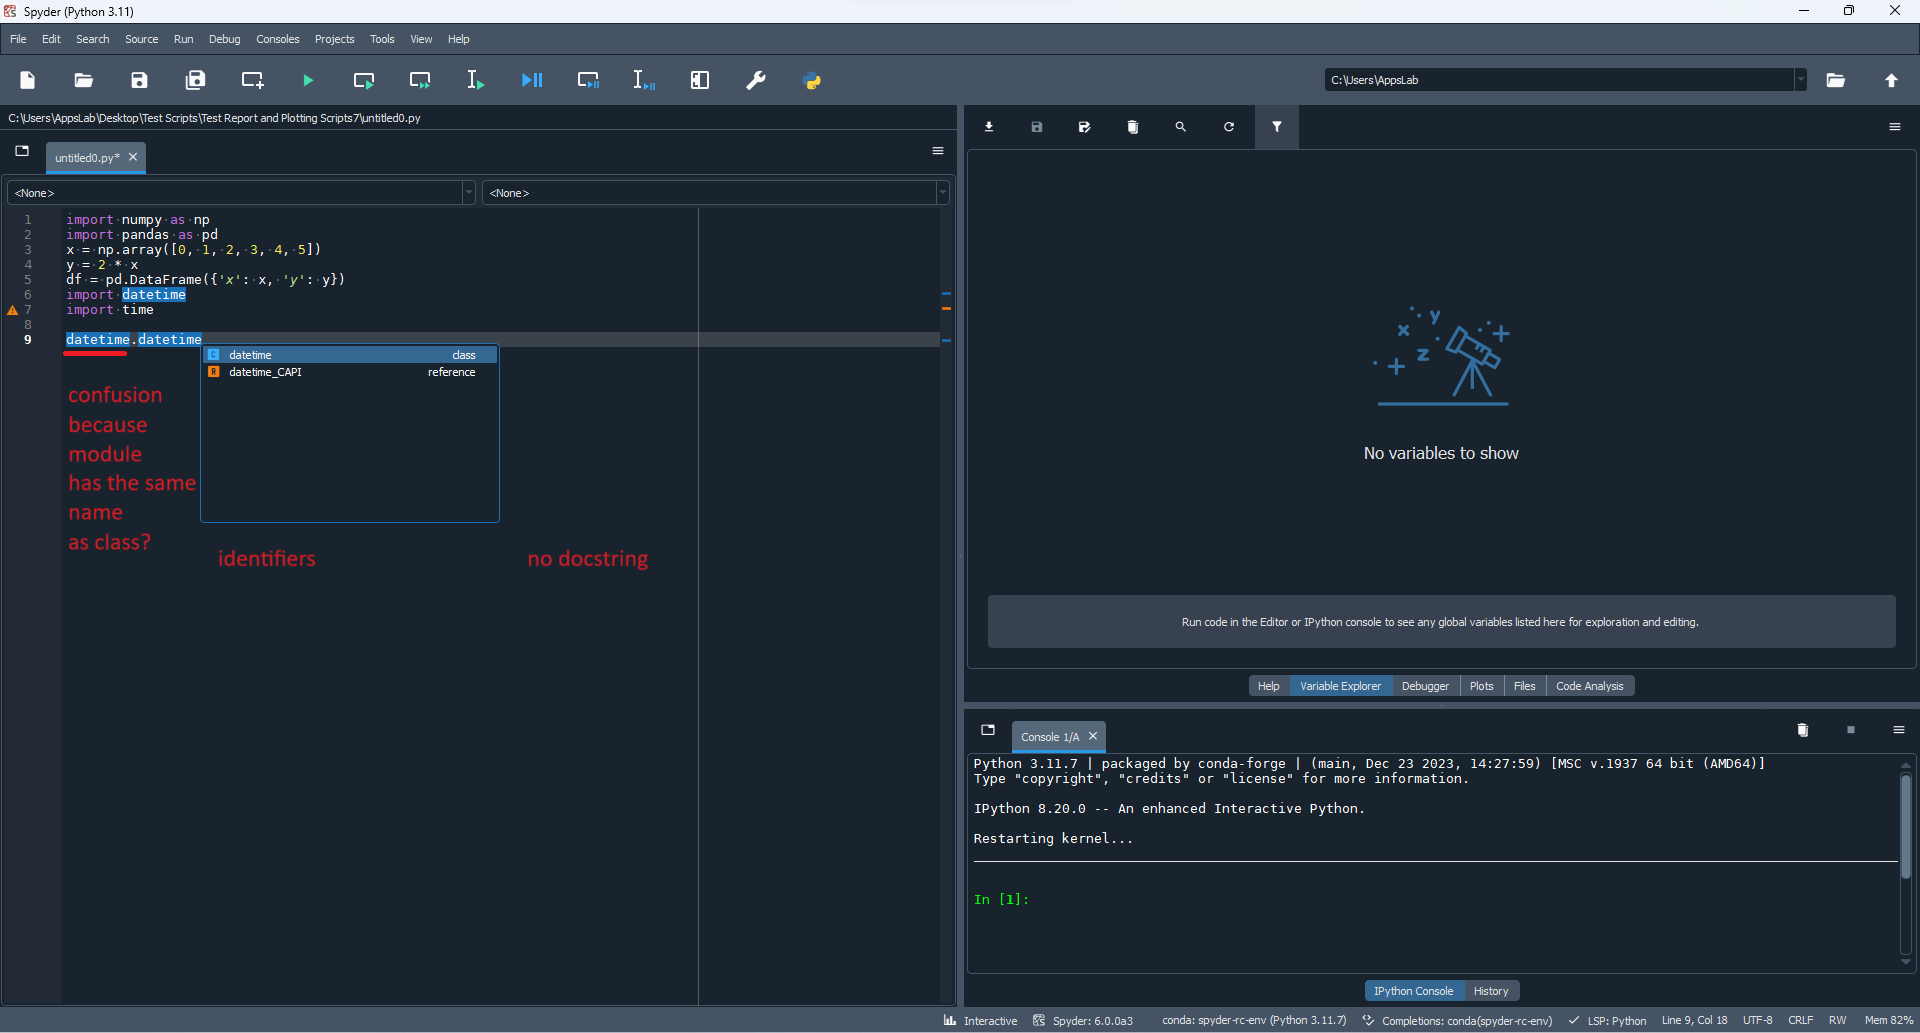 Spyder (Python 3.11)
File Edit Search Source Run Debug Consoles Projects Tools View Help
C:\Users\AppsLab
C:\Users\AppsLab\Desktop\Test Scripts\Test Report and Plotting Scripts7\untitled0.py
untitled0.py*
<None> <None>
1 import numpy as np
2 import pandas as pd
3 x = np.array([0, 1, 2, 3, 4, 5])
4 y = 2 * x
5 df = pd.DataFrame({'x': x, 'y': y})
6 import datetime
7 import time
8
9 datetime.datetime
datetime class
datetime_CAPI reference
confusion
because
module
has the same
name
as class?
identifiers
no docstring
x y z
No variables to show
Run code in the Editor or IPython console to see any global variables listed here for exploration and editing.
Help Variable Explorer Debugger Plots Files Code Analysis
Console 1/A
Python 3.11.7 | packaged by conda-forge | (main, Dec 23 2023, 14:27:59) [MSC v.1937 64 bit (AMD64)]
Type "copyright", "credits" or "license" for more information.
IPython 8.20.0 -- An enhanced Interactive Python.
Restarting kernel...
In [1]:
IPython Console History
Interactive Spyder: 6.0.0a3 conda: spyder-rc-env (Python 3.11.7) Completions: conda(spyder-rc-env) LSP: Python Line 9, Col 18 UTF-8 CRLF RW Mem 82%